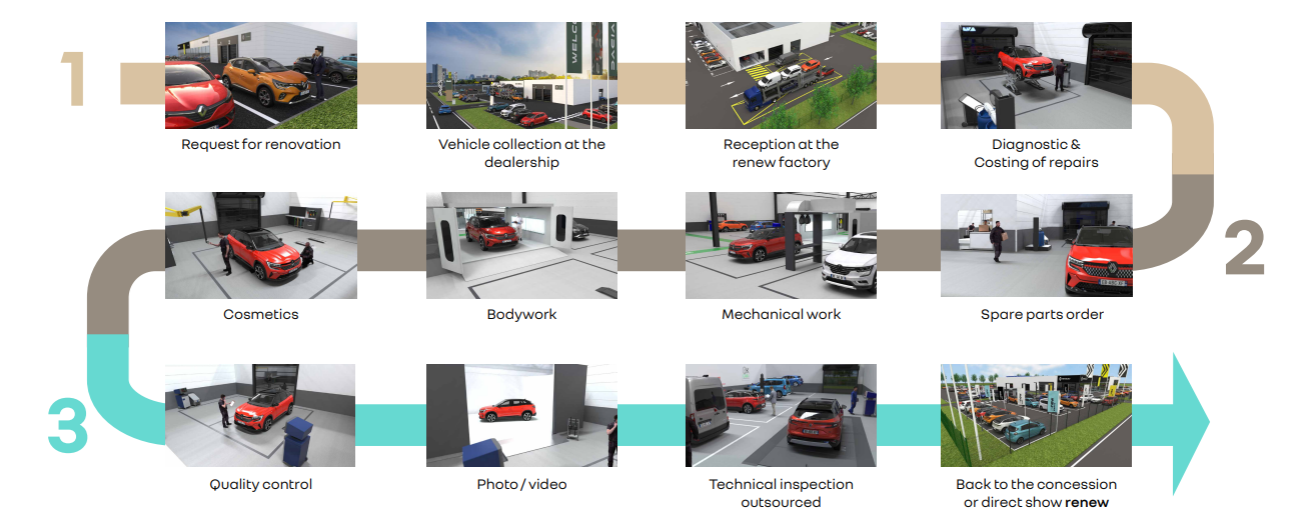 1
Request for renovation
Vehicle collection at the
dealership
Reception at the
renew factory
Diagnostic &
Costing of repairs
2
Cosmetics
Bodywork
Mechanical work
Spare parts order
3
Quality control
Photo / video
Technical inspection
outsourced
Back to the concession
or direct show renew
WELC